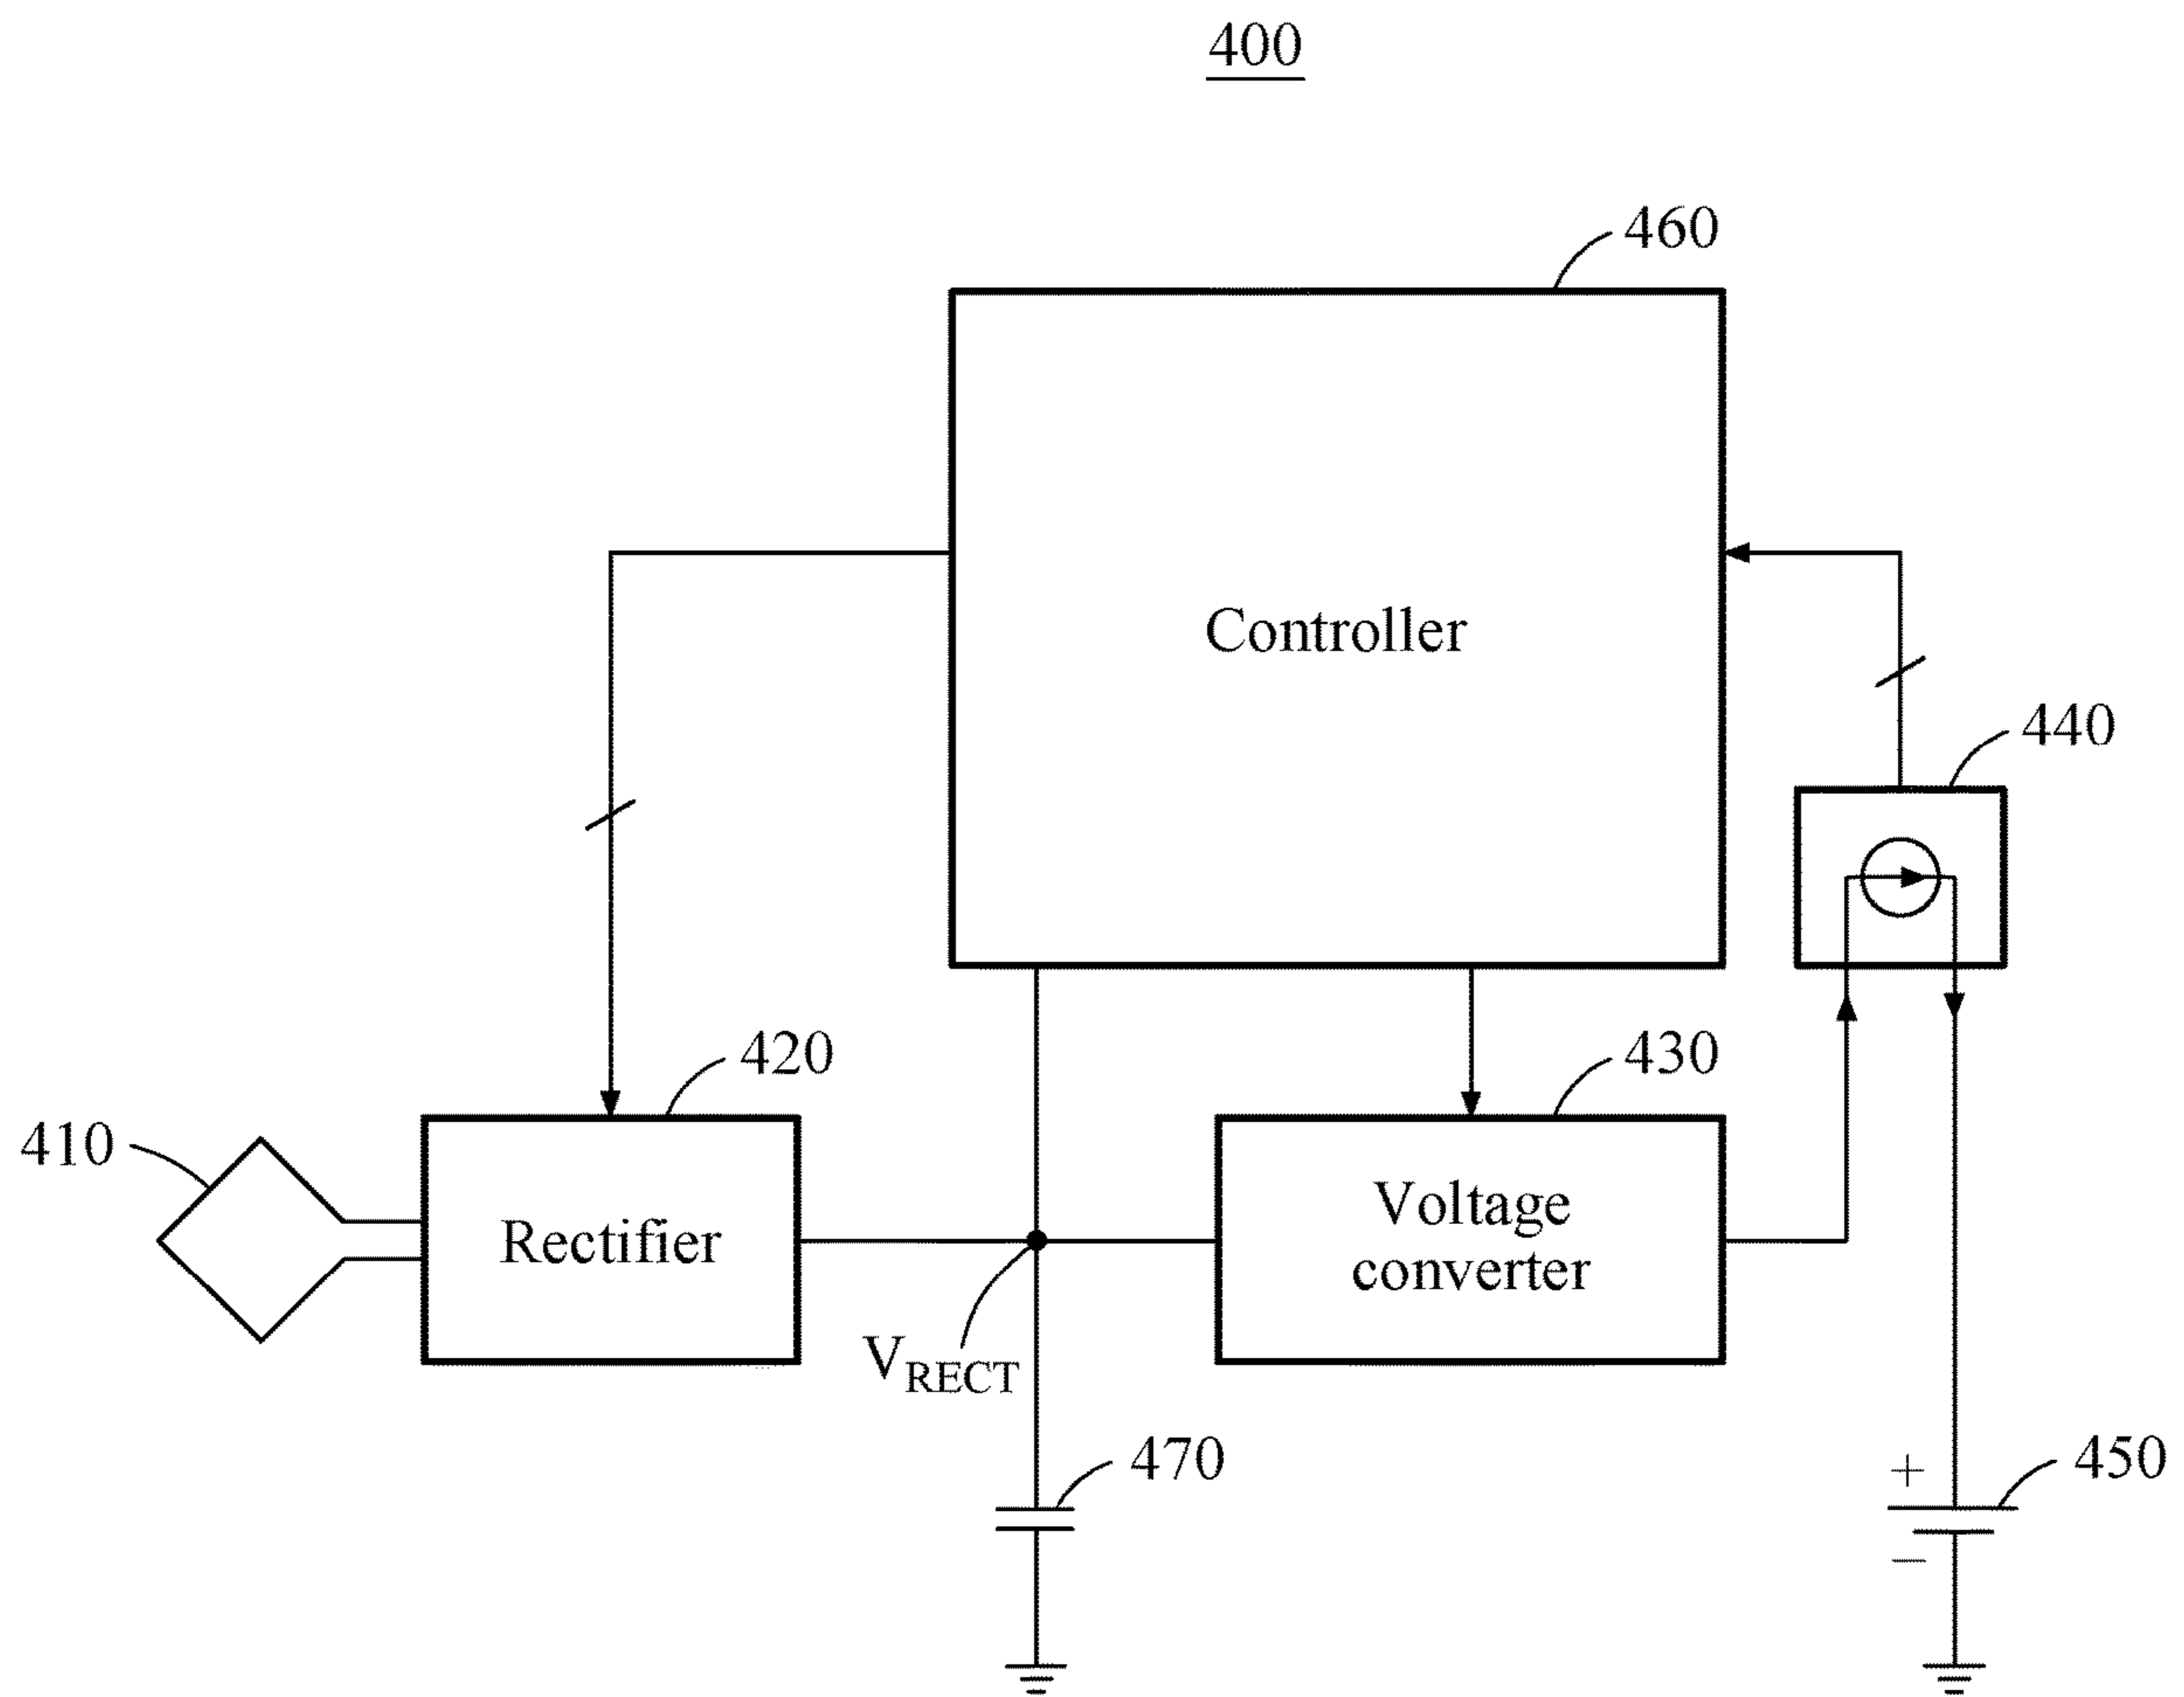 400
460
Controller
440
420
430
410
Rectifier
Voltage
converter
VRECT
470
450
+
−